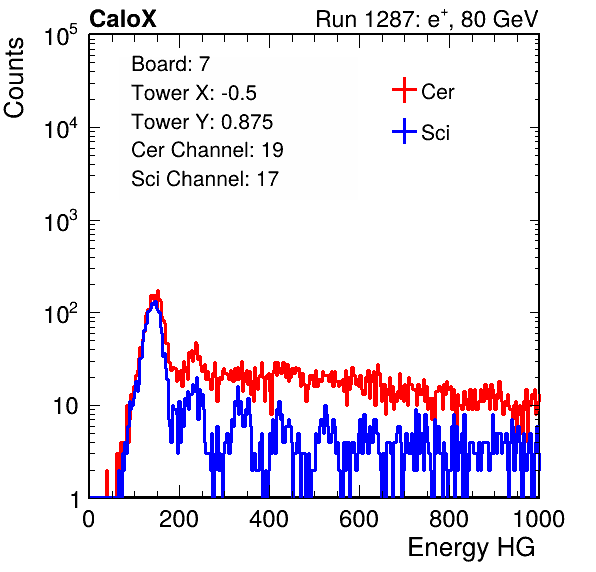 CaloX Run 1287: e⁺, 80 GeV
Counts
Board: 7
Tower X: -0.5
Tower Y: 0.875
Cer Channel: 19
Sci Channel: 17
Cer
Sci
10⁵
10⁴
10³
10²
10
1
0 200 400 600 800 1000
Energy HG